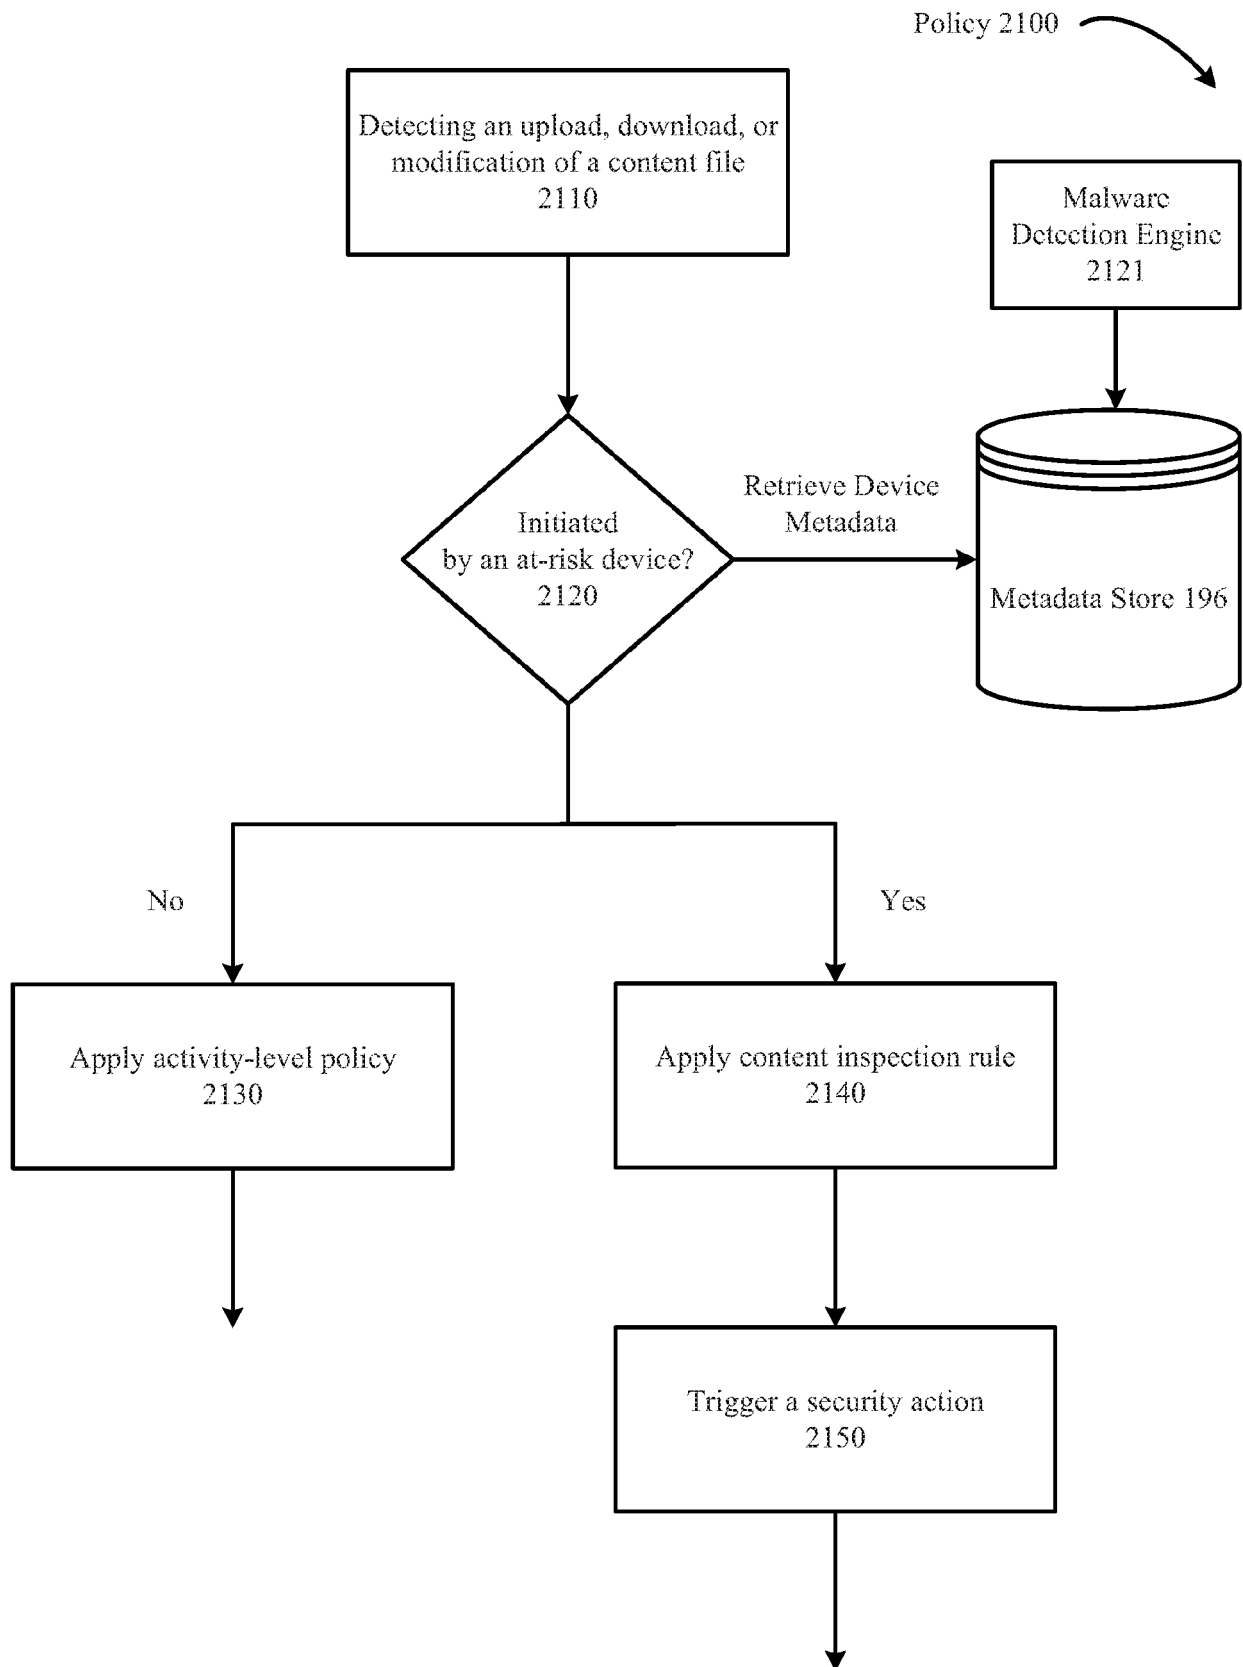 Policy 2100
Detecting an upload, download, or
modification of a content file
2110
Malware
Detection Engine
2121
Retrieve Device
Metadata
Initiated
by an at-risk device?
2120
Metadata Store 196
No
Yes
Apply activity-level policy
2130
Apply content inspection rule
2140
Trigger a security action
2150